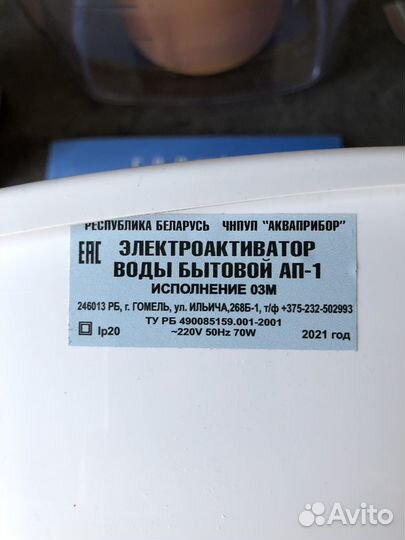 РЕСПУБЛИКА БЕЛАРУСЬ ЧНПУП "АКВАПРИБОР"
ЕАС ЭЛЕКТРОАКТИВАТОР
ВОДЫ БЫТОВОЙ АП-1
ИСПОЛНЕНИЕ 03М
246013 РБ, г. ГОМЕЛЬ, ул. ИЛЬИЧА,268Б-1, т/ф +375-232-502993
ТУ РБ 490085159.001-2001
Ip20 ~220V 50Hz 70W 2021 год
Avito